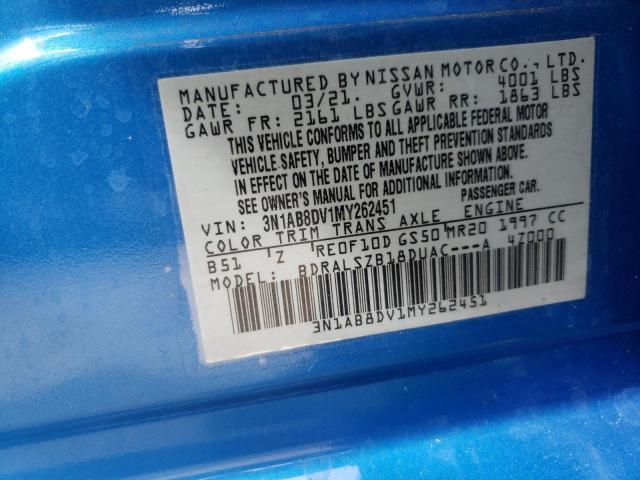 MANUFACTURED BY NISSAN MOTOR CO., LTD.
DATE: 03/21. GVWR: 4001 LBS
GAWR FR: 2161 LBS GAWR RR: 1863 LBS
THIS VEHICLE CONFORMS TO ALL APPLICABLE FEDERAL MOTOR
VEHICLE SAFETY, BUMPER AND THEFT PREVENTION STANDARDS
IN EFFECT ON THE DATE OF MANUFACTURE SHOWN ABOVE.
SEE OWNER'S MANUAL FOR ADDITIONAL INFORMATION.
VIN: 3N1AB8DV1MY262451 PASSENGER CAR.
COLOR TRIM TRANS AXLE ENGINE
B51 Z RE0F10D GS50 MR20 1997 CC
MODEL: BDRALSZB18DUAC---A 4Z000
3N1AB8DV1MY262451